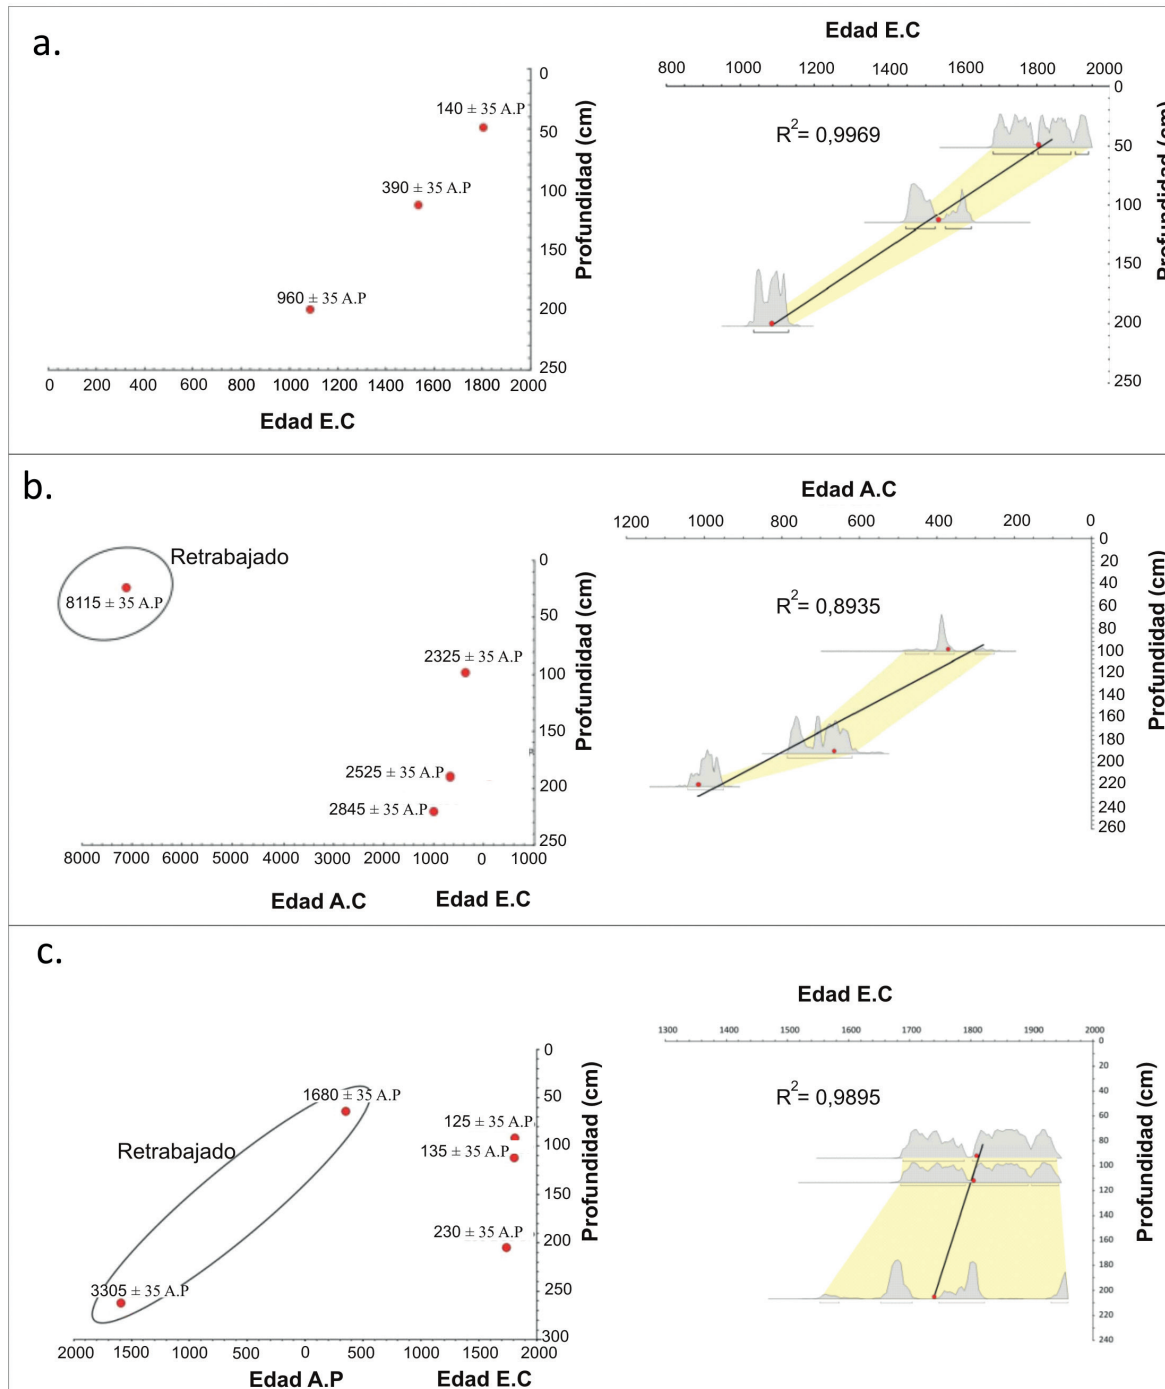 a.
140 ± 35 A.P
390 ± 35 A.P
960 ± 35 A.P
0
50
100
150
200
250
Profundidad (cm)
0 200 400 600 800 1000 1200 1400 1600 1800 2000
Edad E.C
Edad E.C
800 1000 1200 1400 1600 1800 2000
R2= 0,9969
0
50
100
150
200
250
Profundidad (cm)
b.
Retrabajado
8115 ± 35 A.P
2325 ± 35 A.P
2525 ± 35 A.P
2845 ± 35 A.P
0
50
100
150
200
250
Profundidad (cm)
8000 7000 6000 5000 4000 3000 2000 1000 0 1000
Edad A.C Edad E.C
Edad A.C
1200 1000 800 600 400 200 0
R2= 0,8935
0
20
40
60
80
100
120
140
160
180
200
220
240
260
Profundidad (cm)
c.
Retrabajado
1680 ± 35 A.P
125 ± 35 A.P
135 ± 35 A.P
230 ± 35 A.P
3305 ± 35 A.P
0
50
100
150
200
250
300
Profundidad (cm)
2000 1500 1000 500 0 500 1000 1500 2000
Edad A.P Edad E.C
Edad E.C
1300 1400 1500 1600 1700 1800 1900 2000
R2= 0,9895
0
20
40
60
80
100
120
140
160
180
200
220
240
Profundidad (cm)